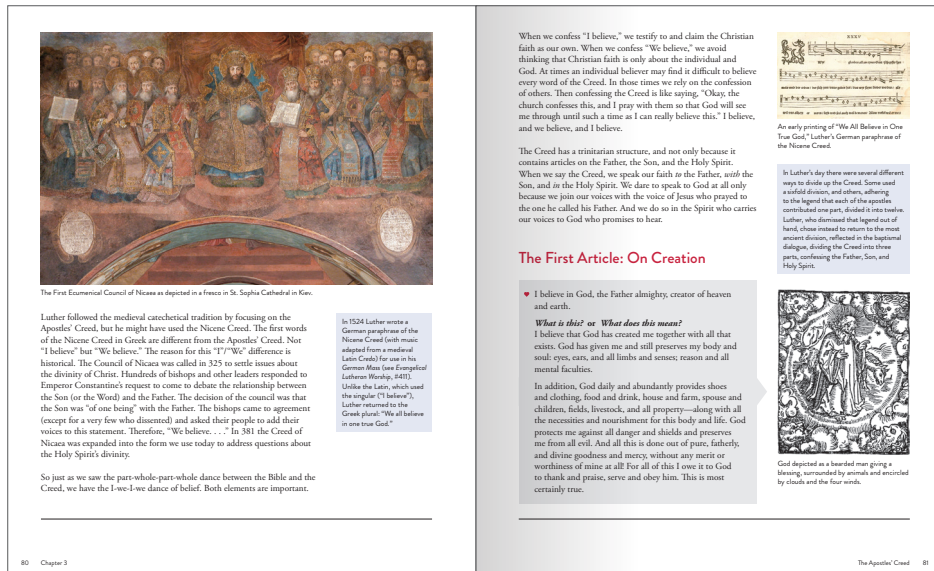 The First Ecumenical Council of Nicaea as depicted in a fresco in St. Sophia Cathedral in Kiev.
Luther followed the medieval catechetical tradition by focusing on the
Apostles' Creed, but he might have used the Nicene Creed. The first words
of the Nicene Creed in Greek are different from the Apostles' Creed. Not
"I believe" but "We believe." The reason for this "I"/"We" difference is
historical. The Council of Nicaea was called in 325 to settle issues about
the divinity of Christ. Hundreds of bishops and other leaders responded to
Emperor Constantine's request to come to debate the relationship between
the Son (or the Word) and the Father. The decision of the council was that
the Son was "of one being" with the Father. The bishops came to agreement
(except for a very few who dissented) and asked their people to add their
voices to this statement. Therefore, "We believe. . . ." In 381 the Creed of
Nicaea was expanded into the form we use today to address questions about
the Holy Spirit's divinity.
So just as we saw the part-whole-part dance between the Bible and the
Creed, we have the I-we-I-we dance of belief. Both elements are important.
In 1524 Luther wrote a
German paraphrase of the
Nicene Creed (with music
adapted from a medieval
Latin Credo) for use in his
German Mass (see Evangelical
Lutheran Worship, #411).
Unlike the Latin, which used
the singular ("I believe"),
Luther returned to the
Greek plural: "We all believe
in one true God."
80 Chapter 3
When we confess "I believe," we testify to and claim the Christian
faith as our own. When we confess "We believe," we avoid
thinking that Christian faith is only about the individual and
God. At times an individual believer may find it difficult to believe
every word of the Creed. In those times we rely on the confession
of others. Then confessing the Creed is like saying, "Okay, the
church confesses this, and I pray with them so that God will see
me through until such a time as I can really believe this." I believe,
and we believe, and I believe.
The Creed has a trinitarian structure, and not only because it
contains articles on the Father, the Son, and the Holy Spirit.
When we say the Creed, we speak our faith to the Father, with the
Son, and in the Holy Spirit. We dare to speak to God at all only
because we join our voices with the voice of Jesus who prayed to
the one he called his Father. And we do so in the Spirit who carries
our voices to God who promises to hear.
The First Article: On Creation
I believe in God, the Father almighty, creator of heaven
and earth.
What is this? or What does this mean?
I believe that God has created me together with all that
exists. God has given me and still preserves my body and
soul: eyes, ears, and all limbs and senses; reason and all
mental faculties.
In addition, God daily and abundantly provides shoes
and clothing, food and drink, house and farm, spouse and
children, fields, livestock, and all property—along with all
the necessities and nourishment for this body and life. God
protects me against all danger and shields and preserves
me from all evil. And all this is done out of pure, fatherly,
and divine goodness and mercy, without any merit or
worthiness of mine at all! For all of this I owe it to God
to thank and praise, serve and obey him. This is most
certainly true.
XXXV
An early printing of "We All Believe in One
True God," Luther's German paraphrase of
the Nicene Creed.
In Luther's day there were several different
ways to divide up the Creed. Some used
a sixfold division, and others, adhering
to the legend that each of the apostles
contributed one part, divided it into twelve.
Luther, who dismissed that legend out of
hand, chose instead to return to the most
ancient division, reflected in the baptismal
dialogue, dividing the Creed into three
parts, confessing the Father, Son, and
Holy Spirit.
God depicted as a bearded man giving a
blessing, surrounded by animals and encircled
by clouds and the four winds.
The Apostles' Creed 81